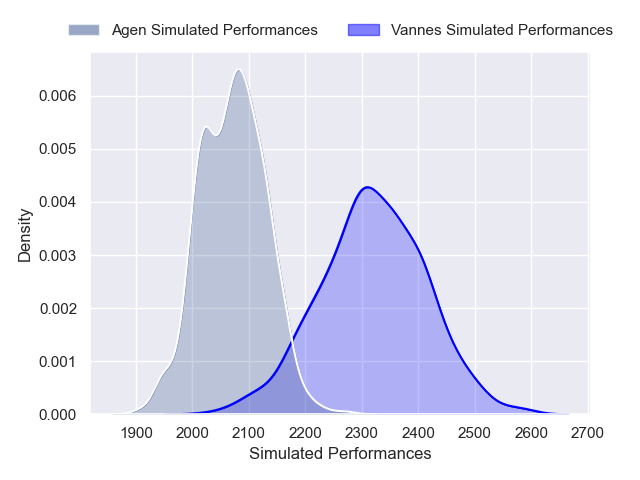 Agen Simulated Performances
Vannes Simulated Performances
0.006
0.005
0.004
0.003
0.002
0.001
0.000
Density
1900 2000 2100 2200 2300 2400 2500 2600 2700
Simulated Performances